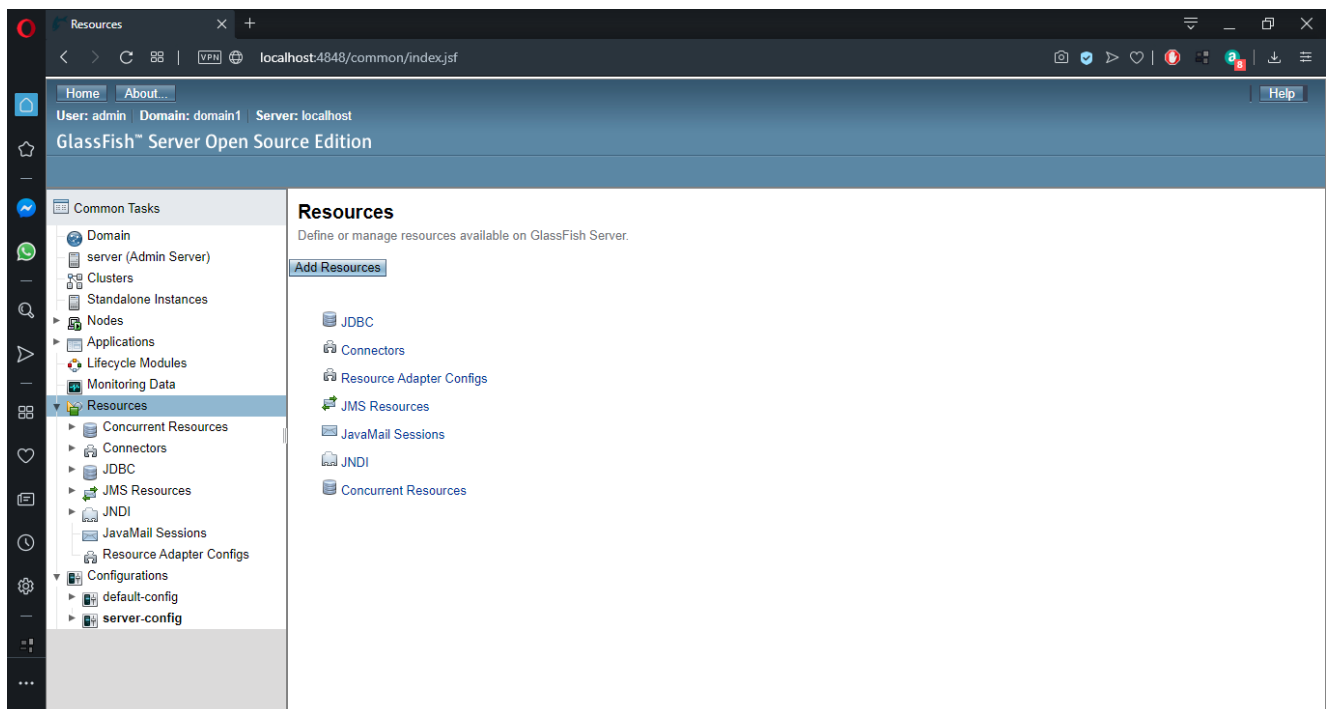 Resources
VPN
localhost:4848/common/index.jsf
a
8
Home About...
Help
User: admin Domain: domain1 Server: localhost
GlassFish™ Server Open Source Edition
Common Tasks
Domain
server (Admin Server)
Clusters
Standalone Instances
Nodes
Applications
Lifecycle Modules
Monitoring Data
Resources
Concurrent Resources
Connectors
JDBC
JMS Resources
JNDI
JavaMail Sessions
Resource Adapter Configs
Configurations
default-config
server-config
Resources
Define or manage resources available on GlassFish Server.
Add Resources
JDBC
Connectors
Resource Adapter Configs
JMS Resources
JavaMail Sessions
JNDI
Concurrent Resources